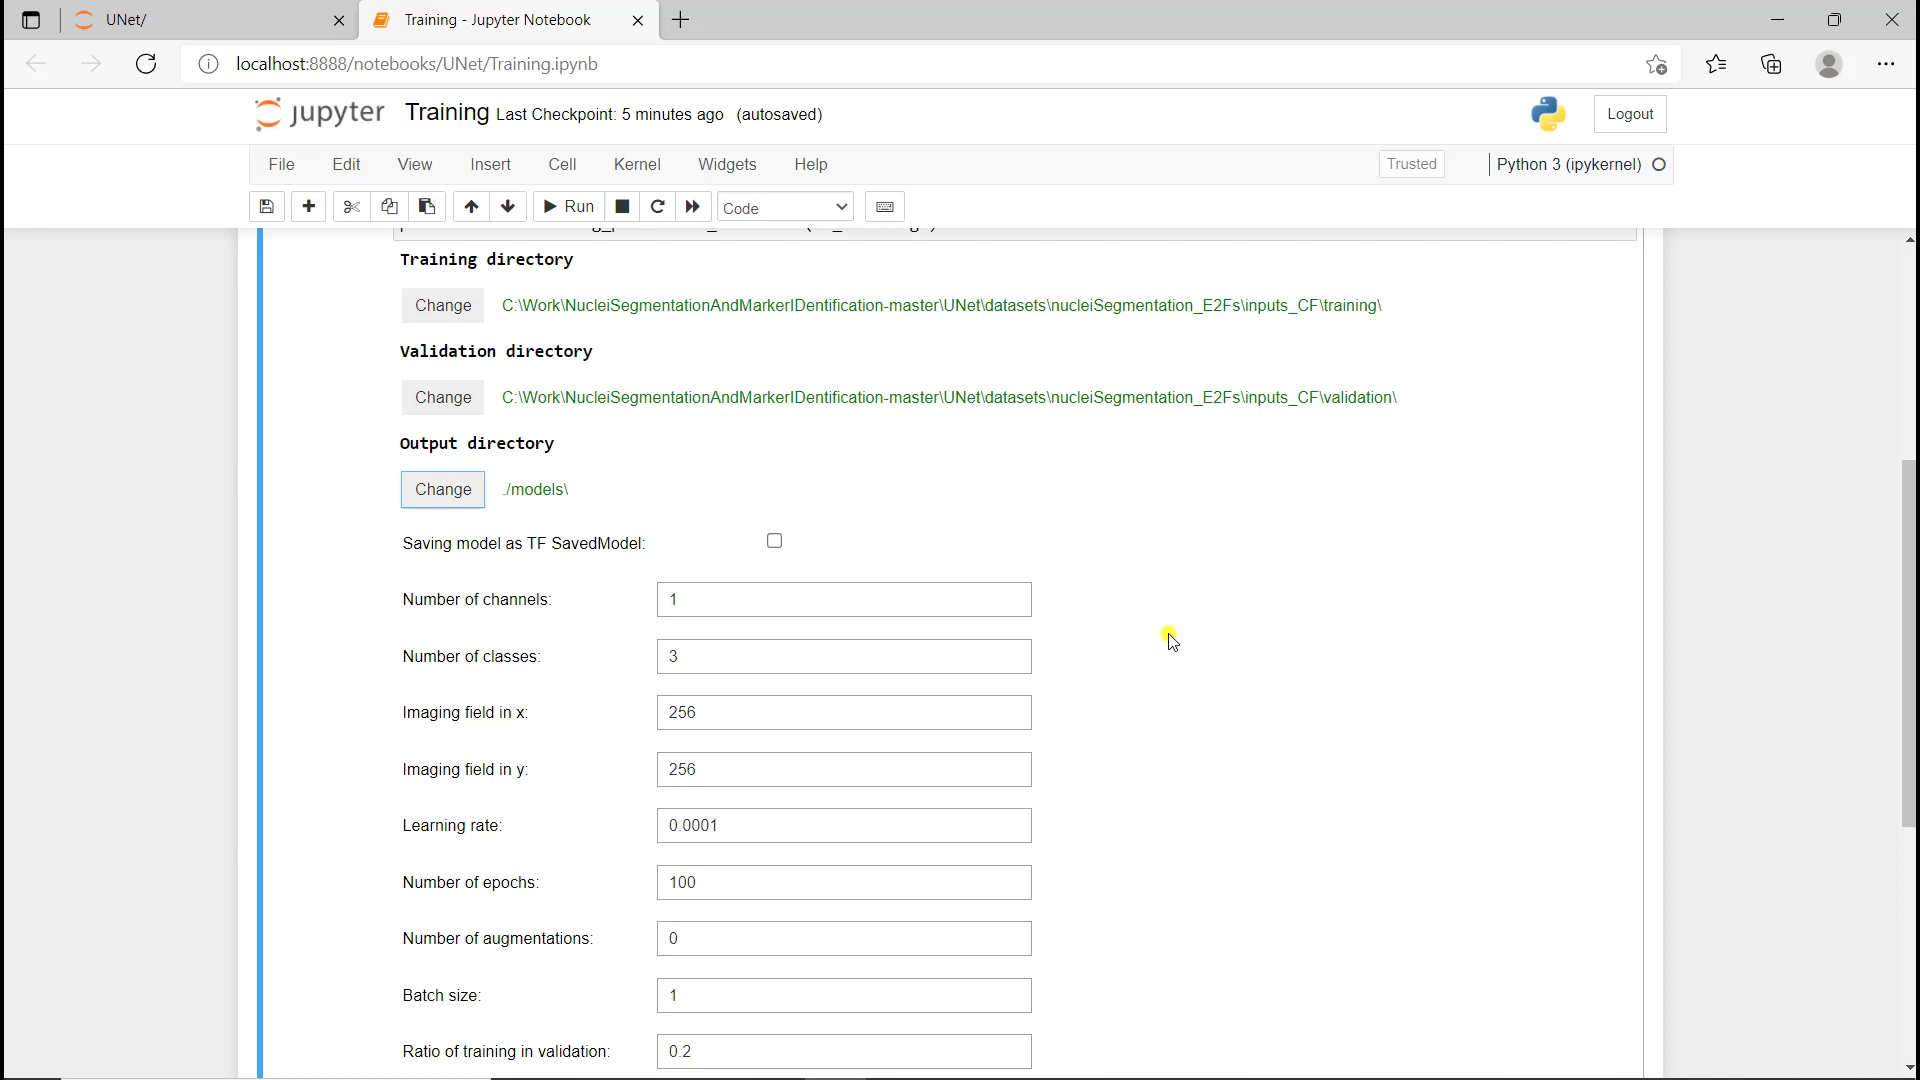 UNet/
Training - Jupyter Notebook
localhost:8888/notebooks/UNet/Training.ipynb
jupyter Training Last Checkpoint: 5 minutes ago (autosaved)
Logout
File Edit View Insert Cell Kernel Widgets Help
Trusted
Python 3 (ipykernel)
Run
Code
Training directory
Change C:\Work\NucleiSegmentationAndMarkerIDentification-master\UNet\datasets\nucleiSegmentation_E2Fs\inputs_CF\training\
Validation directory
Change C:\Work\NucleiSegmentationAndMarkerIDentification-master\UNet\datasets\nucleiSegmentation_E2Fs\inputs_CF\validation\
Output directory
Change ./models\
Saving model as TF SavedModel:
Number of channels: 1
Number of classes: 3
Imaging field in x: 256
Imaging field in y: 256
Learning rate: 0.0001
Number of epochs: 100
Number of augmentations: 0
Batch size: 1
Ratio of training in validation: 0.2